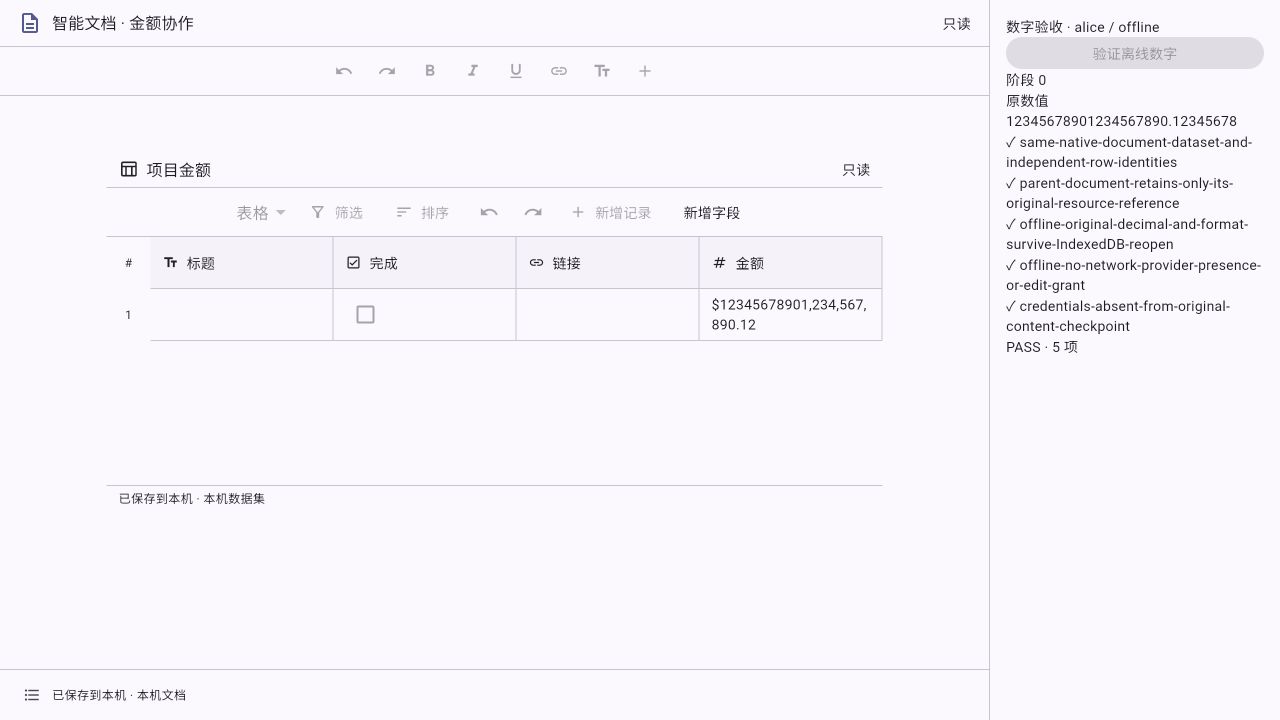 智能文档 · 金额协作
只读
项目金额
只读
表格 筛选 排序 新增记录 新增字段
# 标题 完成 链接 金额
1 $12345678901,234,567,
890.12
已保存到本机 · 本机数据集
已保存到本机 · 本机文档
数字验收 · alice / offline
验证离线数字
阶段 0
原数值
12345678901234567890.12345678
✓ same-native-document-dataset-and-
independent-row-identities
✓ parent-document-retains-only-its-
original-resource-reference
✓ offline-original-decimal-and-format-
survive-IndexedDB-reopen
✓ offline-no-network-provider-presence-
or-edit-grant
✓ credentials-absent-from-original-
content-checkpoint
PASS · 5 项